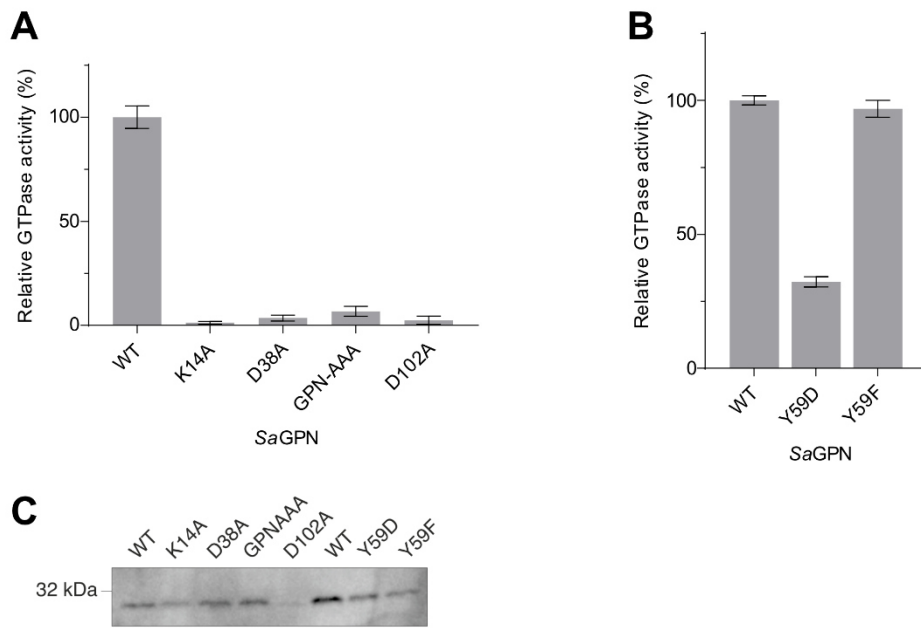 A
Relative GTPase activity (%)
100
50
0
WT
K14A
D38A
GPN-AAA
D102A
SaGPN
B
Relative GTPase activity (%)
100
50
0
WT
Y59D
Y59F
SaGPN
C
WT K14A D38A GPNAAA D102A WT Y59D Y59F
32 kDa